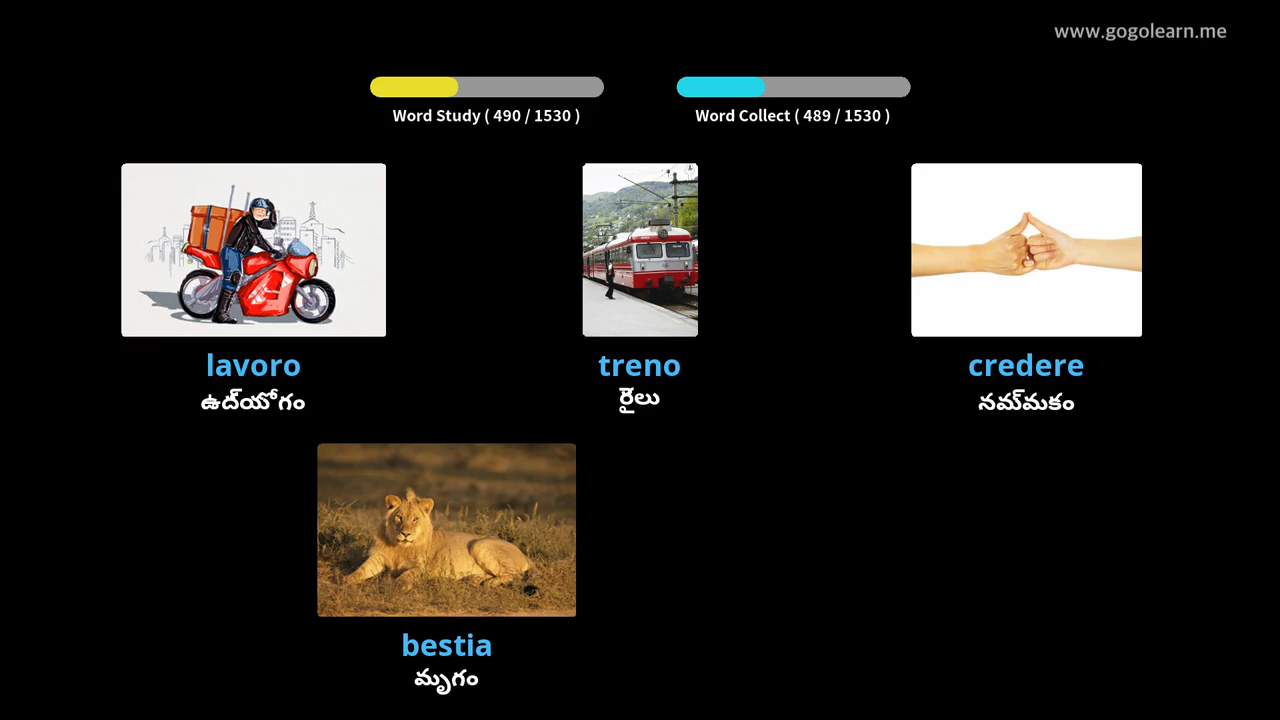 www.gogolearn.me
Word Study ( 490 / 1530 )
Word Collect ( 489 / 1530 )
lavoro
ఉద్యోగం
treno
రైలు
credere
నమ్మకం
bestia
మృగం